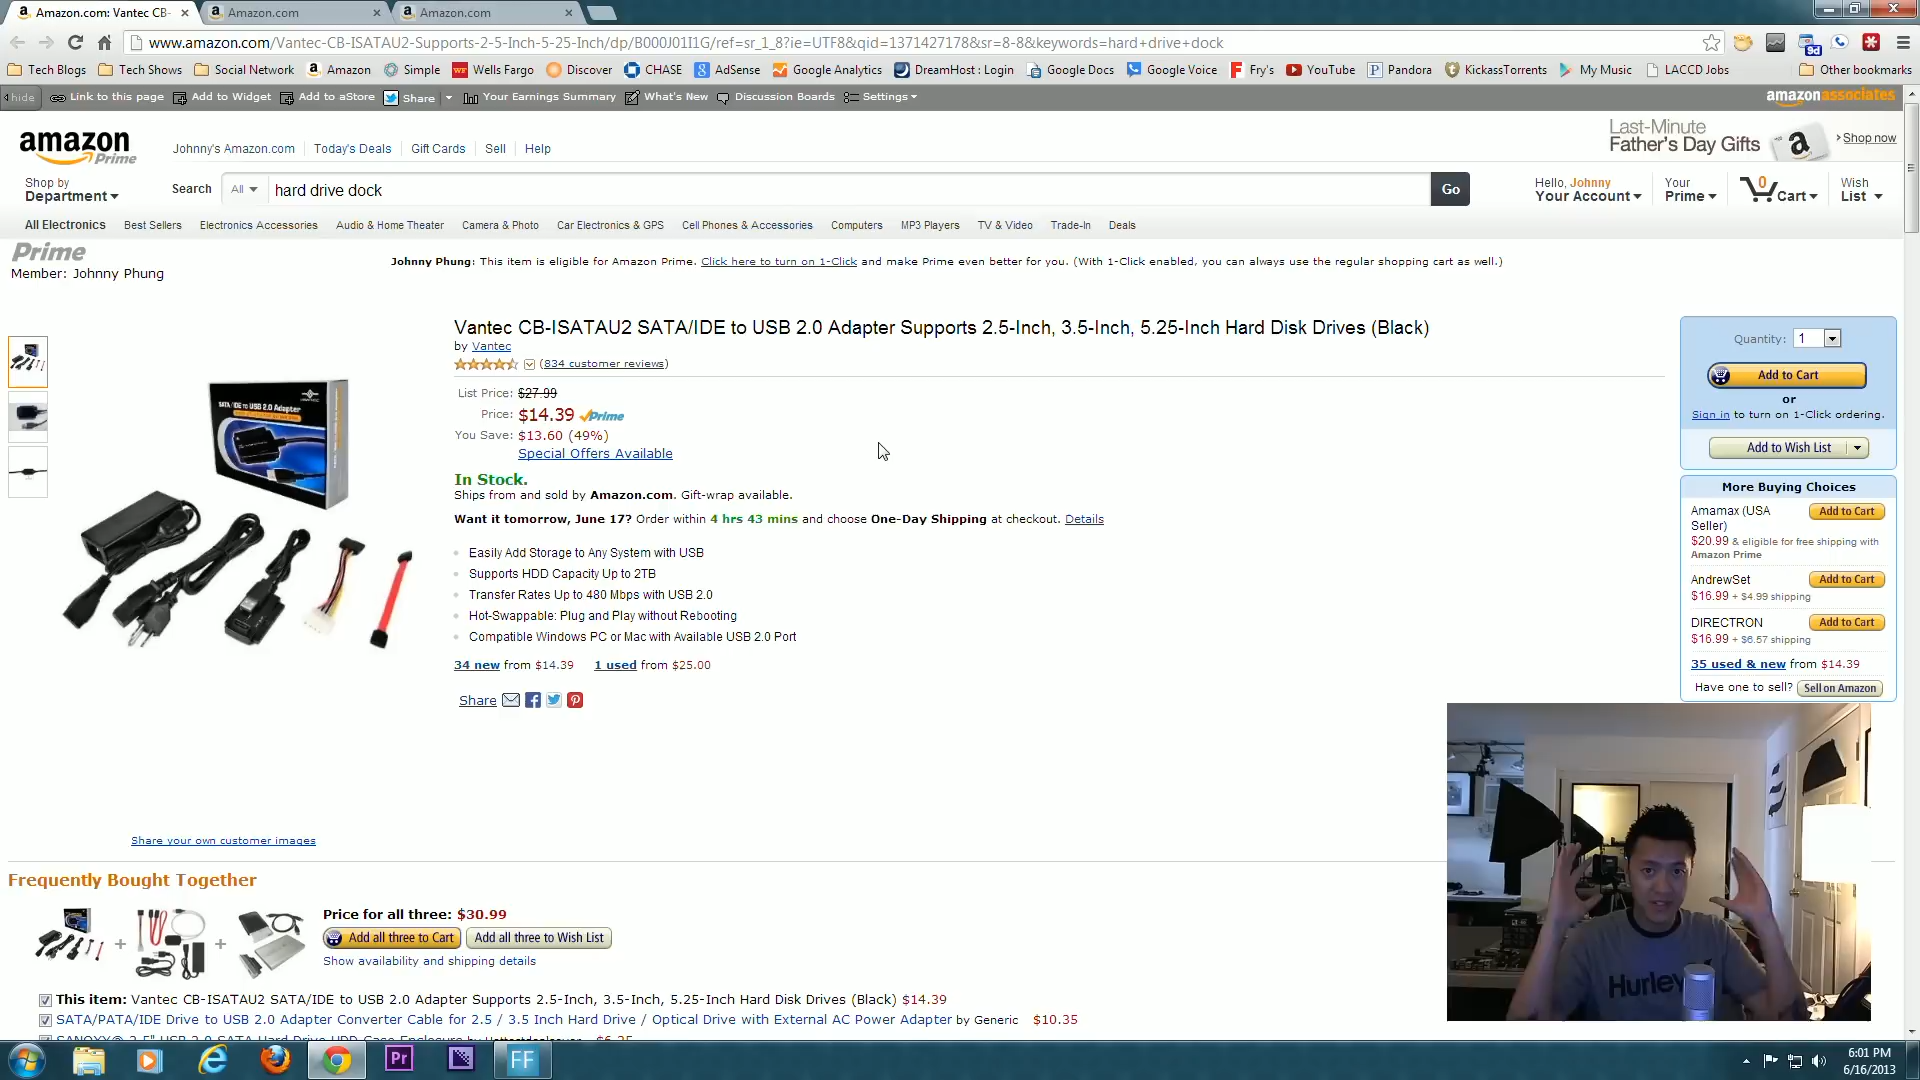 Amazon.com: Vantec CB-
Amazon.com
Amazon.com
www.amazon.com/Vantec-CB-ISATAU2-Supports-2-5-Inch-5-25-Inch/dp/B000J01I1G/ref=sr_1_8?ie=UTF8&qid=1371427178&sr=8-8&keywords=hard+drive+dock
9d
Tech Blogs Tech Shows Social Network Amazon Simple Wells Fargo Discover CHASE AdSense Google Analytics DreamHost : Login Google Docs Google Voice Fry's YouTube Pandora KickassTorrents My Music LACCD Jobs Other bookmarks
hide Link to this page Add to Widget Add to aStore Share Your Earnings Summary What's New Discussion Boards Settings amazonassociates
amazon Prime
Johnny's Amazon.com Today's Deals Gift Cards Sell Help
Last-Minute
Father's Day Gifts
Shop now
Shop by
Department
Search All hard drive dock Go
Hello, Johnny
Your Account
Your
Prime
0
Cart
Wish
List
All Electronics Best Sellers Electronics Accessories Audio & Home Theater Camera & Photo Car Electronics & GPS Cell Phones & Accessories Computers MP3 Players TV & Video Trade-In Deals
Prime
Member: Johnny Phung
Johnny Phung: This item is eligible for Amazon Prime. Click here to turn on 1-Click and make Prime even better for you. (With 1-Click enabled, you can always use the regular shopping cart as well.)
Vantec CB-ISATAU2 SATA/IDE to USB 2.0 Adapter Supports 2.5-Inch, 3.5-Inch, 5.25-Inch Hard Disk Drives (Black)
by Vantec
(834 customer reviews)
List Price: $27.99
Price: $14.39 Prime
You Save: $13.60 (49%)
Special Offers Available
In Stock.
Ships from and sold by Amazon.com. Gift-wrap available.
Want it tomorrow, June 17? Order within 4 hrs 43 mins and choose One-Day Shipping at checkout. Details
Easily Add Storage to Any System with USB
Supports HDD Capacity Up to 2TB
Transfer Rates Up to 480 Mbps with USB 2.0
Hot-Swappable: Plug and Play without Rebooting
Compatible Windows PC or Mac with Available USB 2.0 Port
34 new from $14.39 1 used from $25.00
Share
SATA/IDE to USB 2.0 Adapter
Share your own customer images
Quantity: 1
Add to Cart
or
Sign in to turn on 1-Click ordering.
Add to Wish List
More Buying Choices
Amamax (USA Seller) Add to Cart
$20.99 & eligible for free shipping with
Amazon Prime
AndrewSet Add to Cart
$16.99 + $4.99 shipping
DIRECTRON Add to Cart
$16.99 + $6.57 shipping
35 used & new from $14.39
Have one to sell? Sell on Amazon
Hurley
Frequently Bought Together
Price for all three: $30.99
Add all three to Cart Add all three to Wish List
Show availability and shipping details
This item: Vantec CB-ISATAU2 SATA/IDE to USB 2.0 Adapter Supports 2.5-Inch, 3.5-Inch, 5.25-Inch Hard Disk Drives (Black) $14.39
SATA/PATA/IDE Drive to USB 2.0 Adapter Converter Cable for 2.5 / 3.5 Inch Hard Drive / Optical Drive with External AC Power Adapter by Generic $10.35
Pr
FF
6:01 PM
6/16/2013